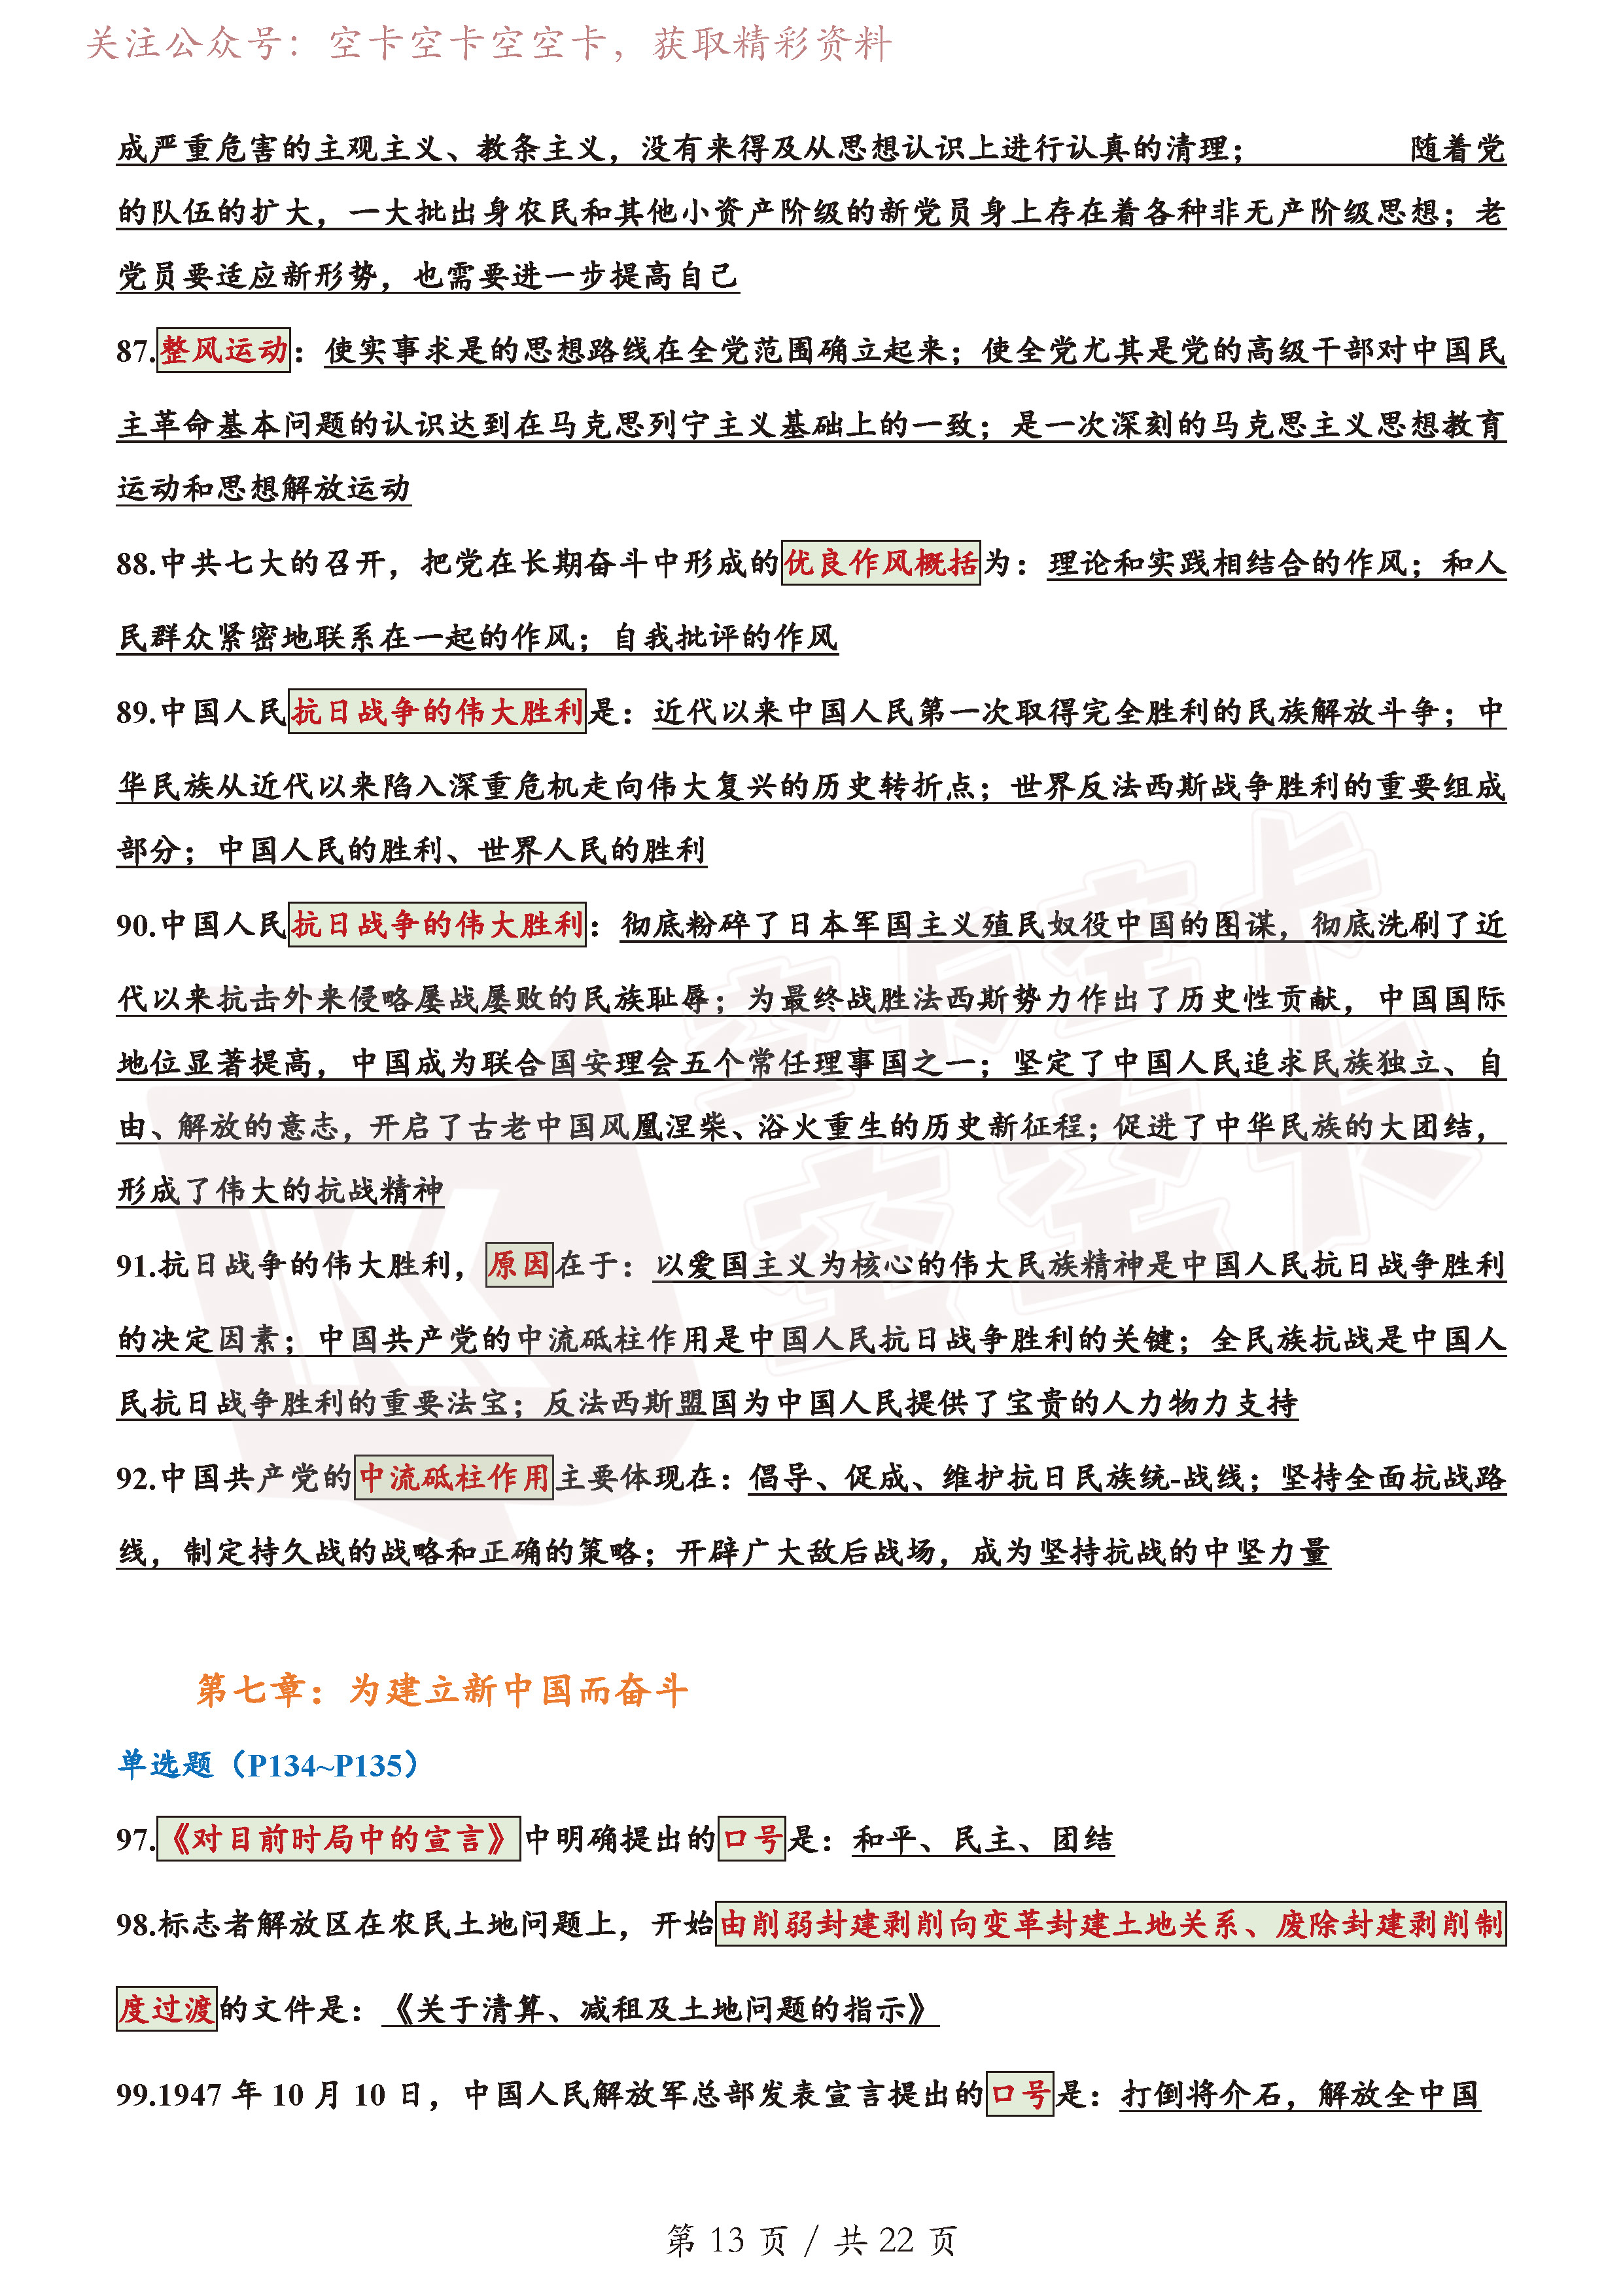 关注公众号：空卡空卡空空卡，获取精彩资料
成严重危害的主观主义、教条主义，没有来得及从思想认识上进行认真的清理； 随着党
的队伍的扩大，一大批出身农民和其他小资产阶级的新党员身上存在着各种非无产阶级思想；老
党员要适应新形势，也需要进一步提高自己
87.整风运动：使实事求是的思想路线在全党范围确立起来；使全党尤其是党的高级干部对中国民
主革命基本问题的认识达到在马克思列宁主义基础上的一致；是一次深刻的马克思主义思想教育
运动和思想解放运动
88.中共七大的召开，把党在长期奋斗中形成的优良作风概括为：理论和实践相结合的作风；和人
民群众紧密地联系在一起的作风；自我批评的作风
89.中国人民抗日战争的伟大胜利是：近代以来中国人民第一次取得完全胜利的民族解放斗争；中
华民族从近代以来陷入深重危机走向伟大复兴的历史转折点；世界反法西斯战争胜利的重要组成
部分；中国人民的胜利、世界人民的胜利
90.中国人民抗日战争的伟大胜利：彻底粉碎了日本军国主义殖民奴役中国的图谋，彻底洗刷了近
代以来抗击外来侵略屡战屡败的民族耻辱；为最终战胜法西斯势力作出了历史性贡献，中国国际
地位显著提高，中国成为联合国安理会五个常任理事国之一；坚定了中国人民追求民族独立、自
由、解放的意志，开启了古老中国风凰涅柴、浴火重生的历史新征程；促进了中华民族的大团结，
形成了伟大的抗战精神
91.抗日战争的伟大胜利，原因在于：以爱国主义为核心的伟大民族精神是中国人民抗日战争胜利
的决定因素；中国共产党的中流砥柱作用是中国人民抗日战争胜利的关键；全民族抗战是中国人
民抗日战争胜利的重要法宝；反法西斯盟国为中国人民提供了宝贵的人力物力支持
92.中国共产党的中流砥柱作用主要体现在：倡导、促成、维护抗日民族统-战线；坚持全面抗战路
线，制定持久战的战略和正确的策略；开辟广大敌后战场，成为坚持抗战的中坚力量
空卡空卡
空空卡
第七章：为建立新中国而奋斗
单选题（P134~P135）
97.《对目前时局中的宣言》中明确提出的口号是：和平、民主、团结
98.标志者解放区在农民土地问题上，开始由削弱封建剥削向变革封建土地关系、废除封建剥削制
度过渡的文件是：《关于清算、减租及土地问题的指示》
99.1947 年 10 月 10 日，中国人民解放军总部发表宣言提出的口号是：打倒将介石，解放全中国
第 13 页 / 共 22 页